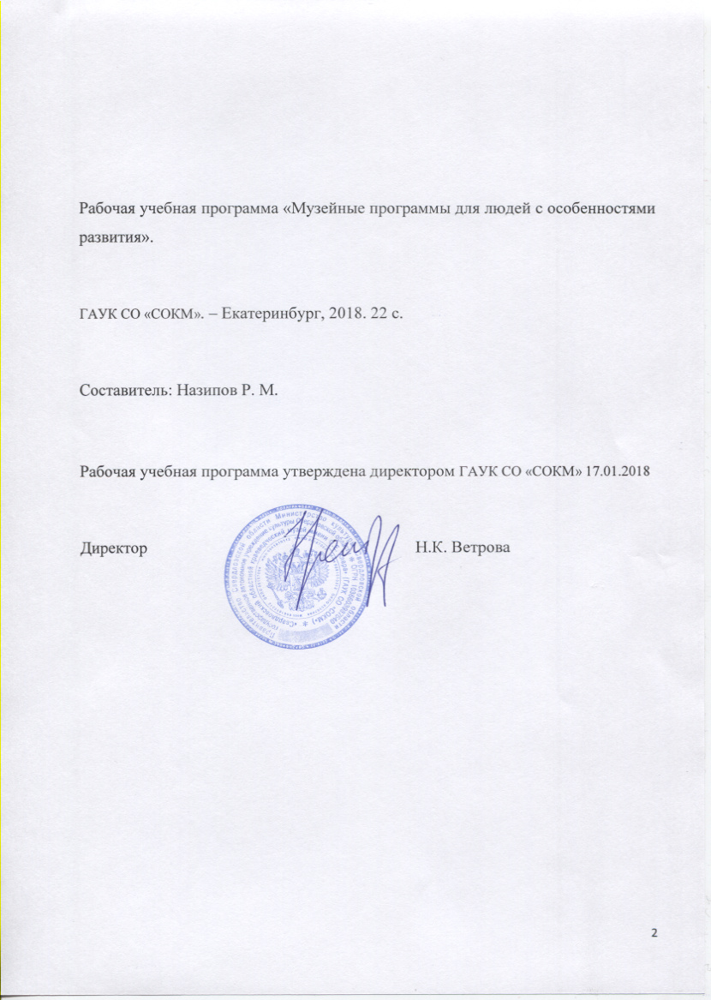 Рабочая учебная программа «Музейные программы для людей с особенностями
развития».
ГАУК СО «СОКМ». – Екатеринбург, 2018. 22 с.
Составитель: Назипов Р. М.
Рабочая учебная программа утверждена директором ГАУК СО «СОКМ» 17.01.2018
Директор
Н.К. Ветрова
2